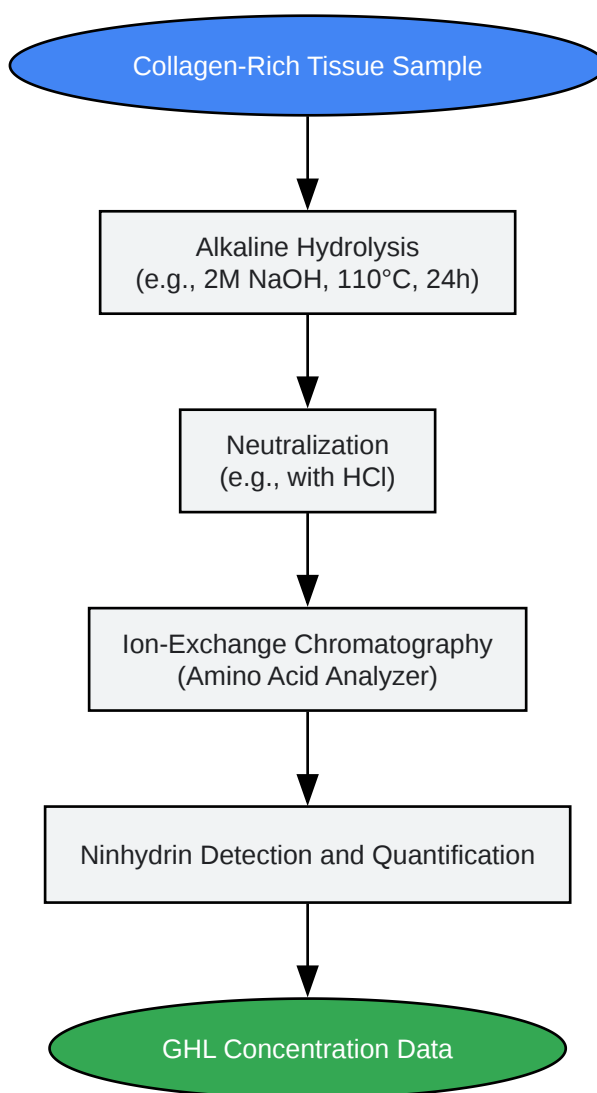 Collagen-Rich Tissue Sample
Alkaline Hydrolysis
(e.g., 2M NaOH, 110°C, 24h)
Neutralization
(e.g., with HCl)
Ion-Exchange Chromatography
(Amino Acid Analyzer)
Ninhydrin Detection and Quantification
GHL Concentration Data